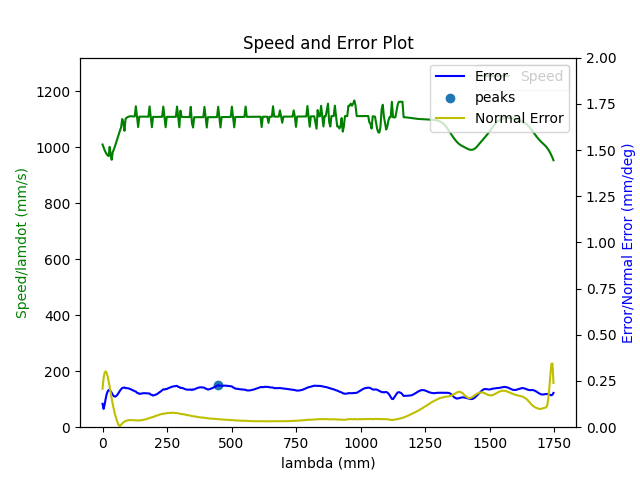 Speed and Error Plot
Speed
Error
peaks
Normal Error
Speed/lamdot (mm/s)
1200
1000
800
600
400
200
0
2.00
1.75
1.50
1.25
1.00
0.75
0.50
0.25
0.00
Error/Normal Error (mm/deg)
0 250 500 750 1000 1250 1500 1750
lambda (mm)